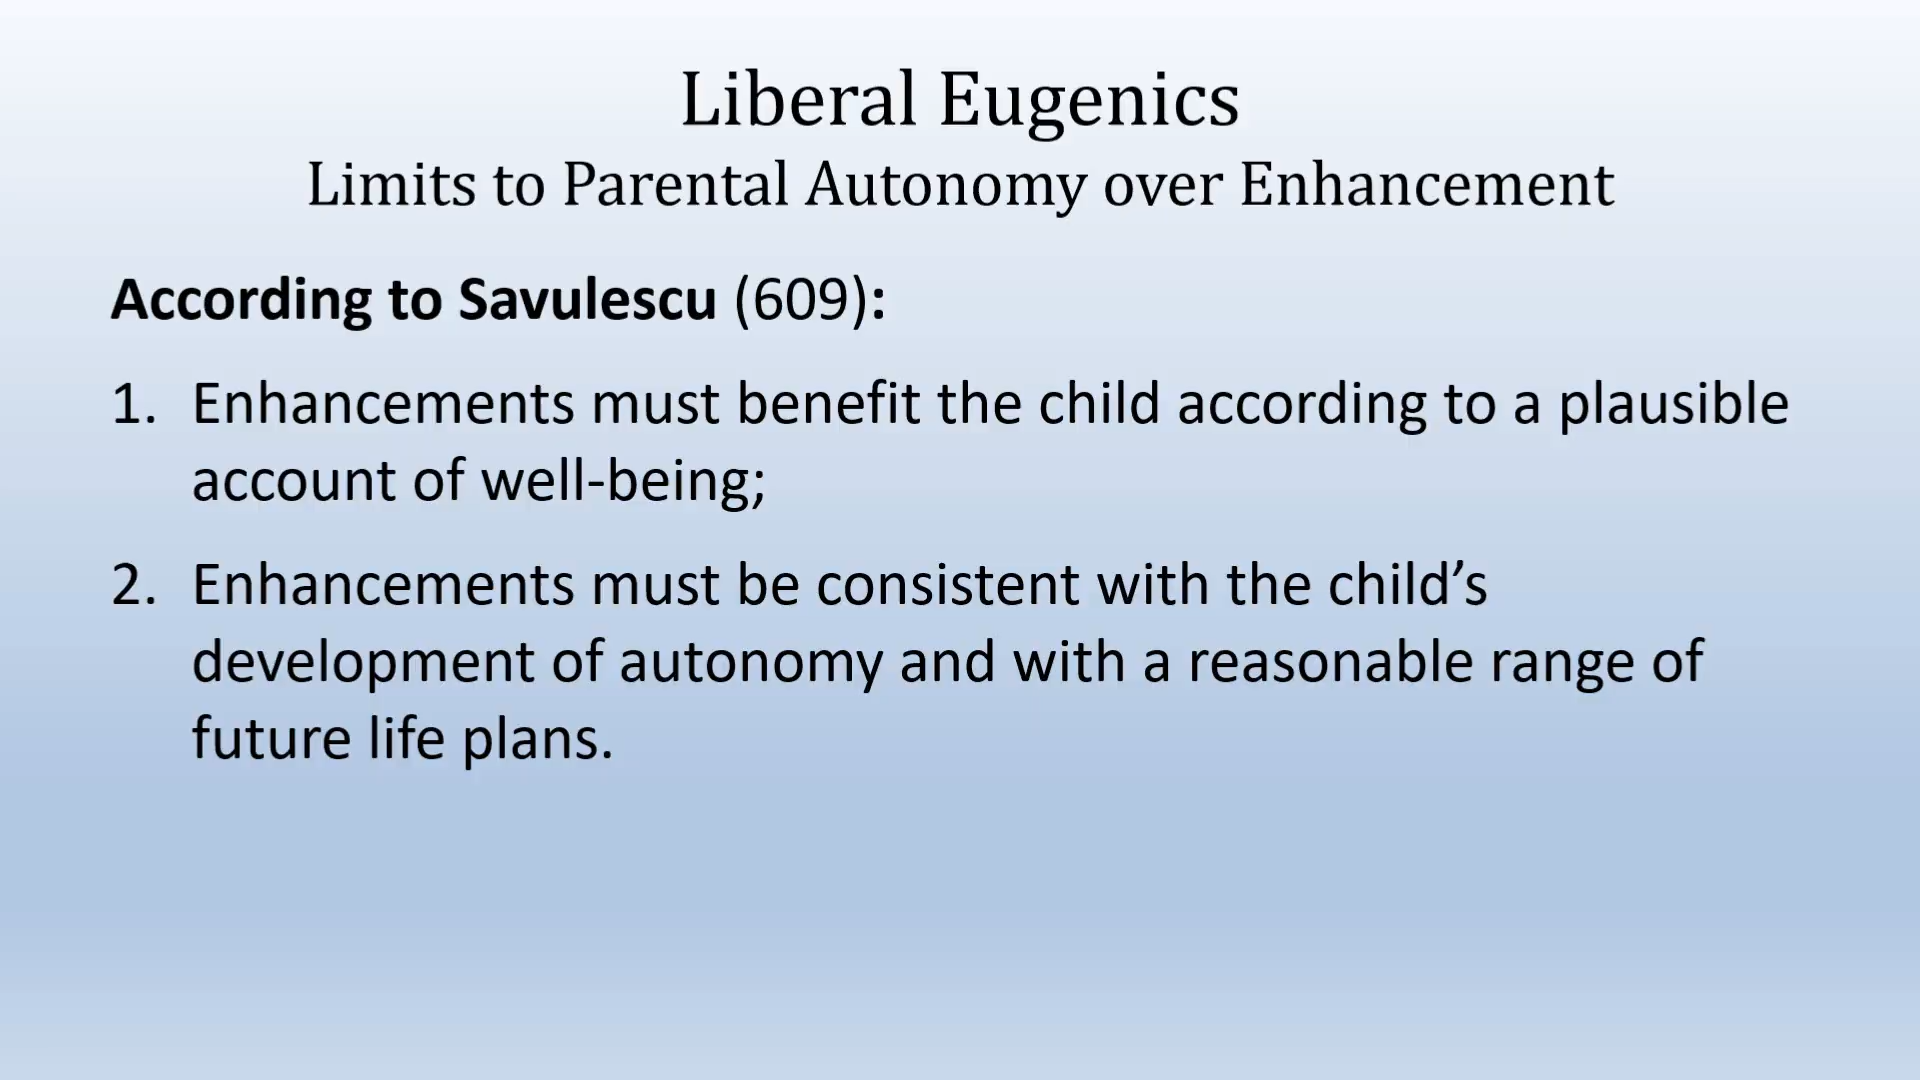 Liberal Eugenics
Limits to Parental Autonomy over Enhancement
According to Savulescu (609):
1. Enhancements must benefit the child according to a plausible
account of well-being;
2. Enhancements must be consistent with the child’s
development of autonomy and with a reasonable range of
future life plans.